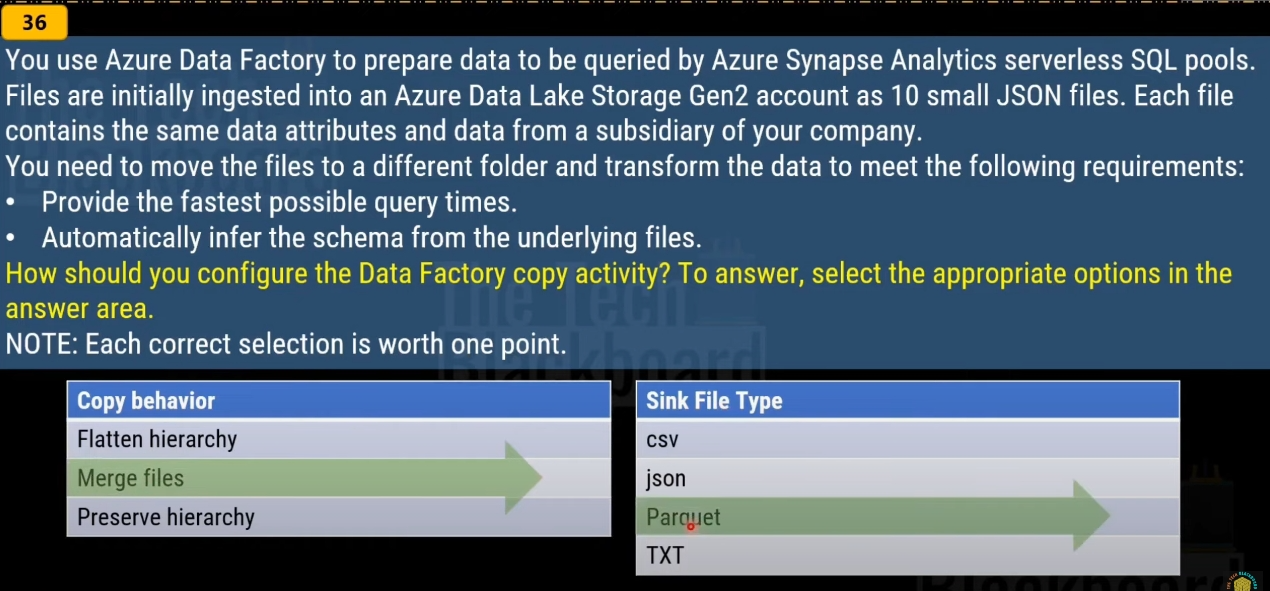 36
You use Azure Data Factory to prepare data to be queried by Azure Synapse Analytics serverless SQL pools.
Files are initially ingested into an Azure Data Lake Storage Gen2 account as 10 small JSON files. Each file
contains the same data attributes and data from a subsidiary of your company.
You need to move the files to a different folder and transform the data to meet the following requirements:
• Provide the fastest possible query times.
• Automatically infer the schema from the underlying files.
How should you configure the Data Factory copy activity? To answer, select the appropriate options in the
answer area.
NOTE: Each correct selection is worth one point.
Copy behavior
Flatten hierarchy
Merge files
Preserve hierarchy
Sink File Type
csv
json
Parquet
TXT
The Tech
Blackboard